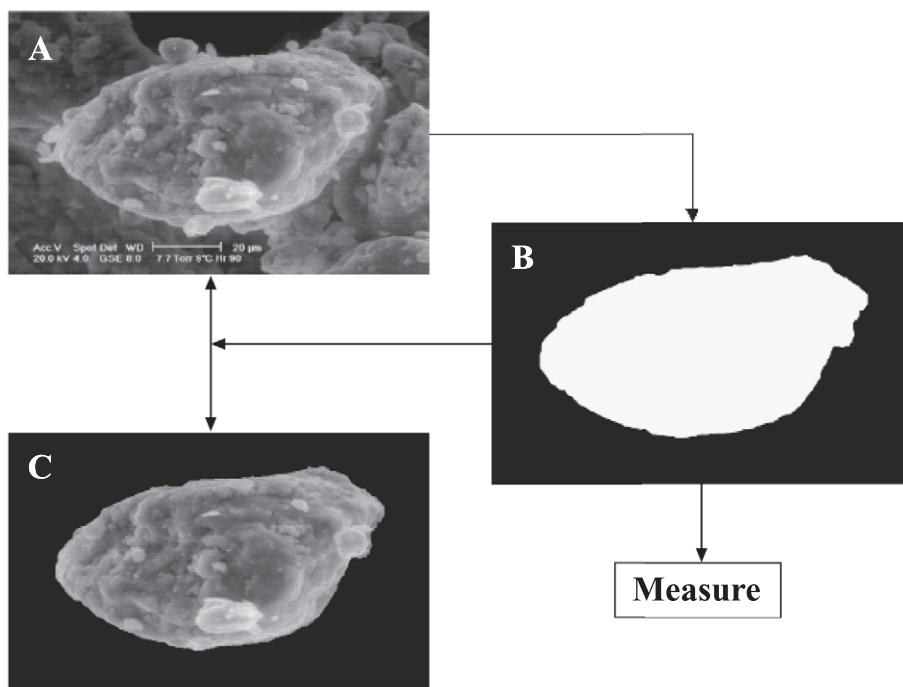 A
Acc.V Spot Det WD 20 µm
20.0 kV 4.0 GSE 8.0 7.7 Torr 9°C Hr 90
B
C
Measure